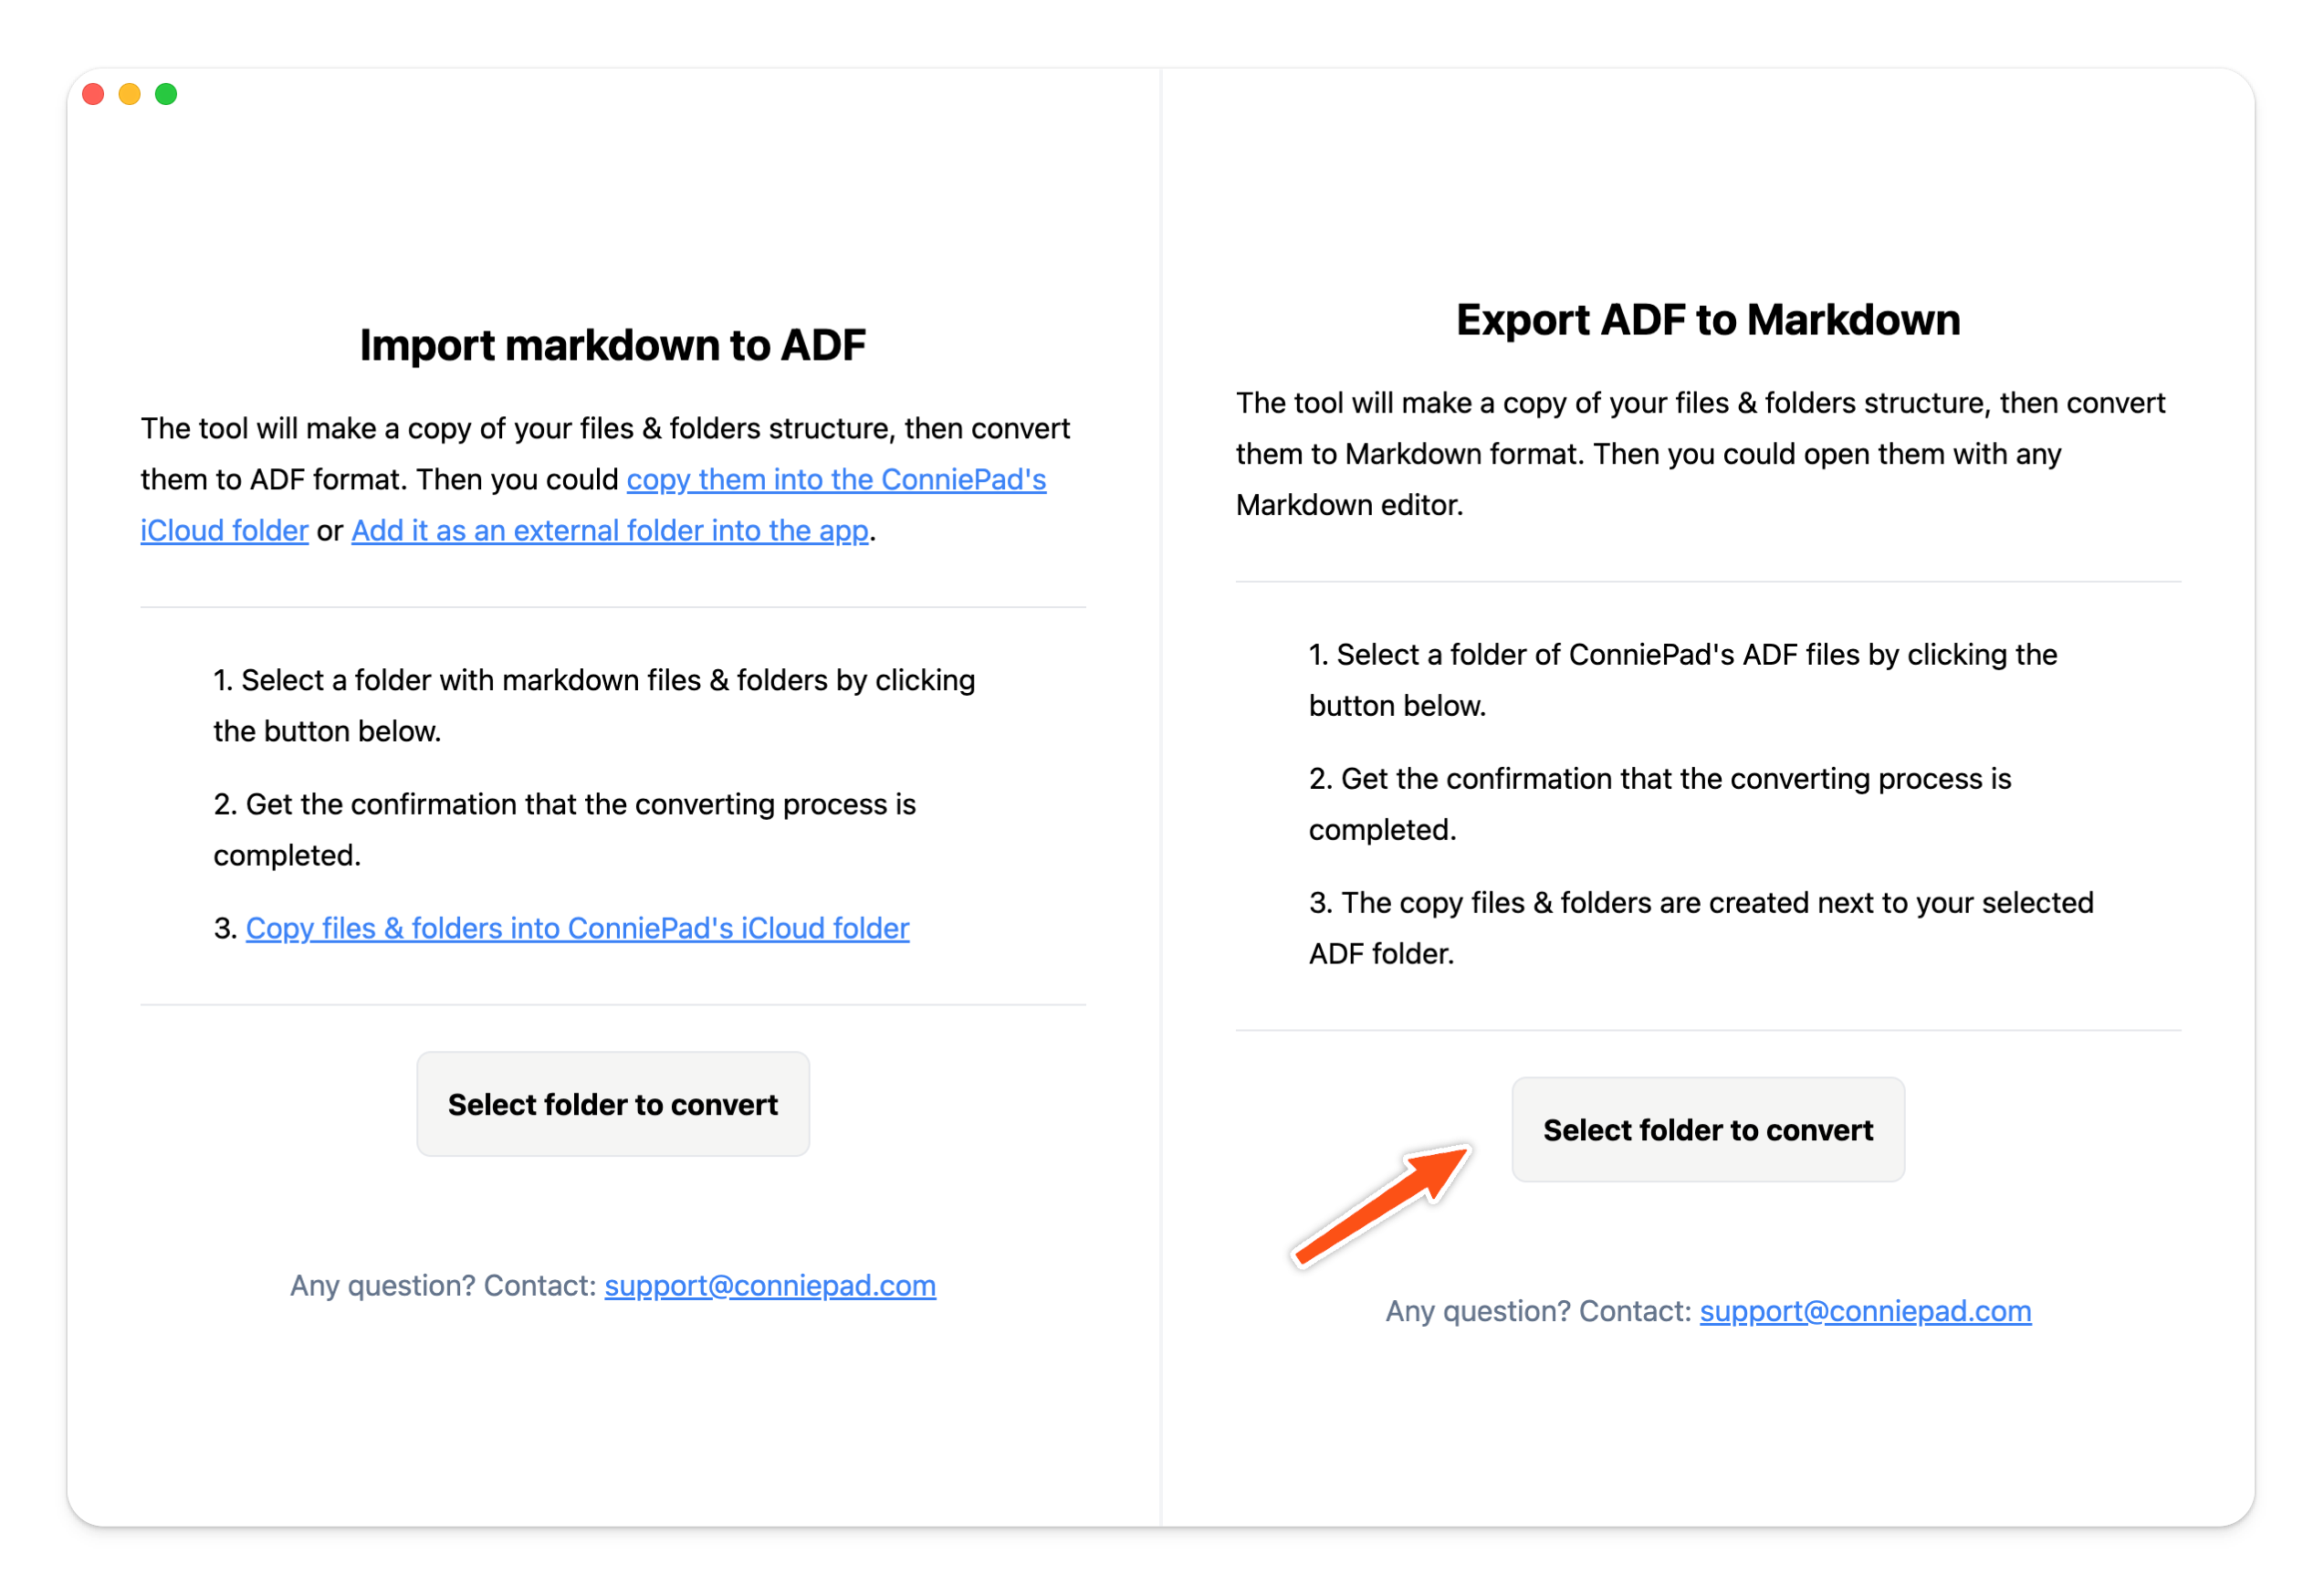 Import markdown to ADF
The tool will make a copy of your files & folders structure, then convert
them to ADF format. Then you could copy them into the ConniePad's
iCloud folder or Add it as an external folder into the app.
1. Select a folder with markdown files & folders by clicking
the button below.
2. Get the confirmation that the converting process is
completed.
3. Copy files & folders into ConniePad's iCloud folder
Select folder to convert
Any question? Contact: support@conniepad.com
Export ADF to Markdown
The tool will make a copy of your files & folders structure, then convert
them to Markdown format. Then you could open them with any
Markdown editor.
1. Select a folder of ConniePad's ADF files by clicking the
button below.
2. Get the confirmation that the converting process is
completed.
3. The copy files & folders are created next to your selected
ADF folder.
Select folder to convert
Any question? Contact: support@conniepad.com